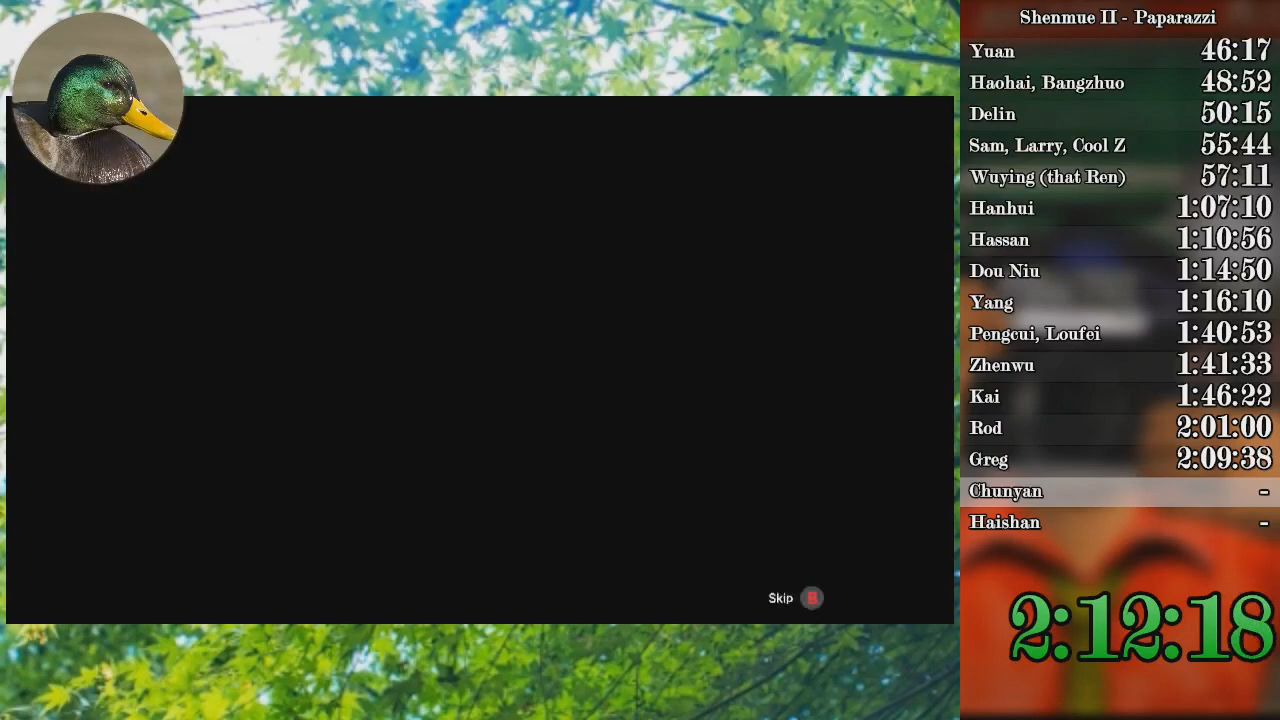 Shenmue II - Paparazzi
Yuan 46:17
Haohai, Bangzhuo 48:52
Delin 50:15
Sam, Larry, Cool Z 55:44
Wuying (that Ren) 57:11
Hanhui 1:07:10
Hassan 1:10:56
Dou Niu 1:14:50
Yang 1:16:10
Pengcui, Loufei 1:40:53
Zhenwu 1:41:33
Kai 1:46:22
Rod 2:01:00
Greg 2:09:38
Chunyan -
Haishan -
Skip B
2:12:18